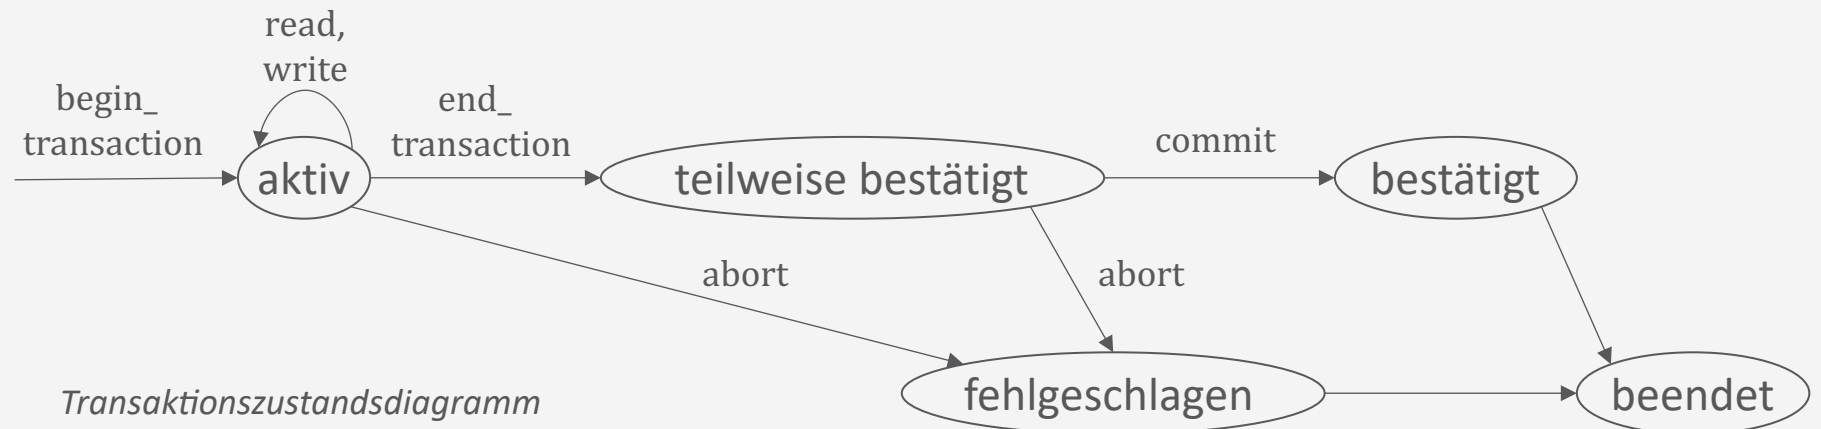 read,
write
begin_
transaction
end_
transaction
commit
aktiv
teilweise bestätigt
bestätigt
abort
abort
fehlgeschlagen
beendet
Transaktionszustandsdiagramm